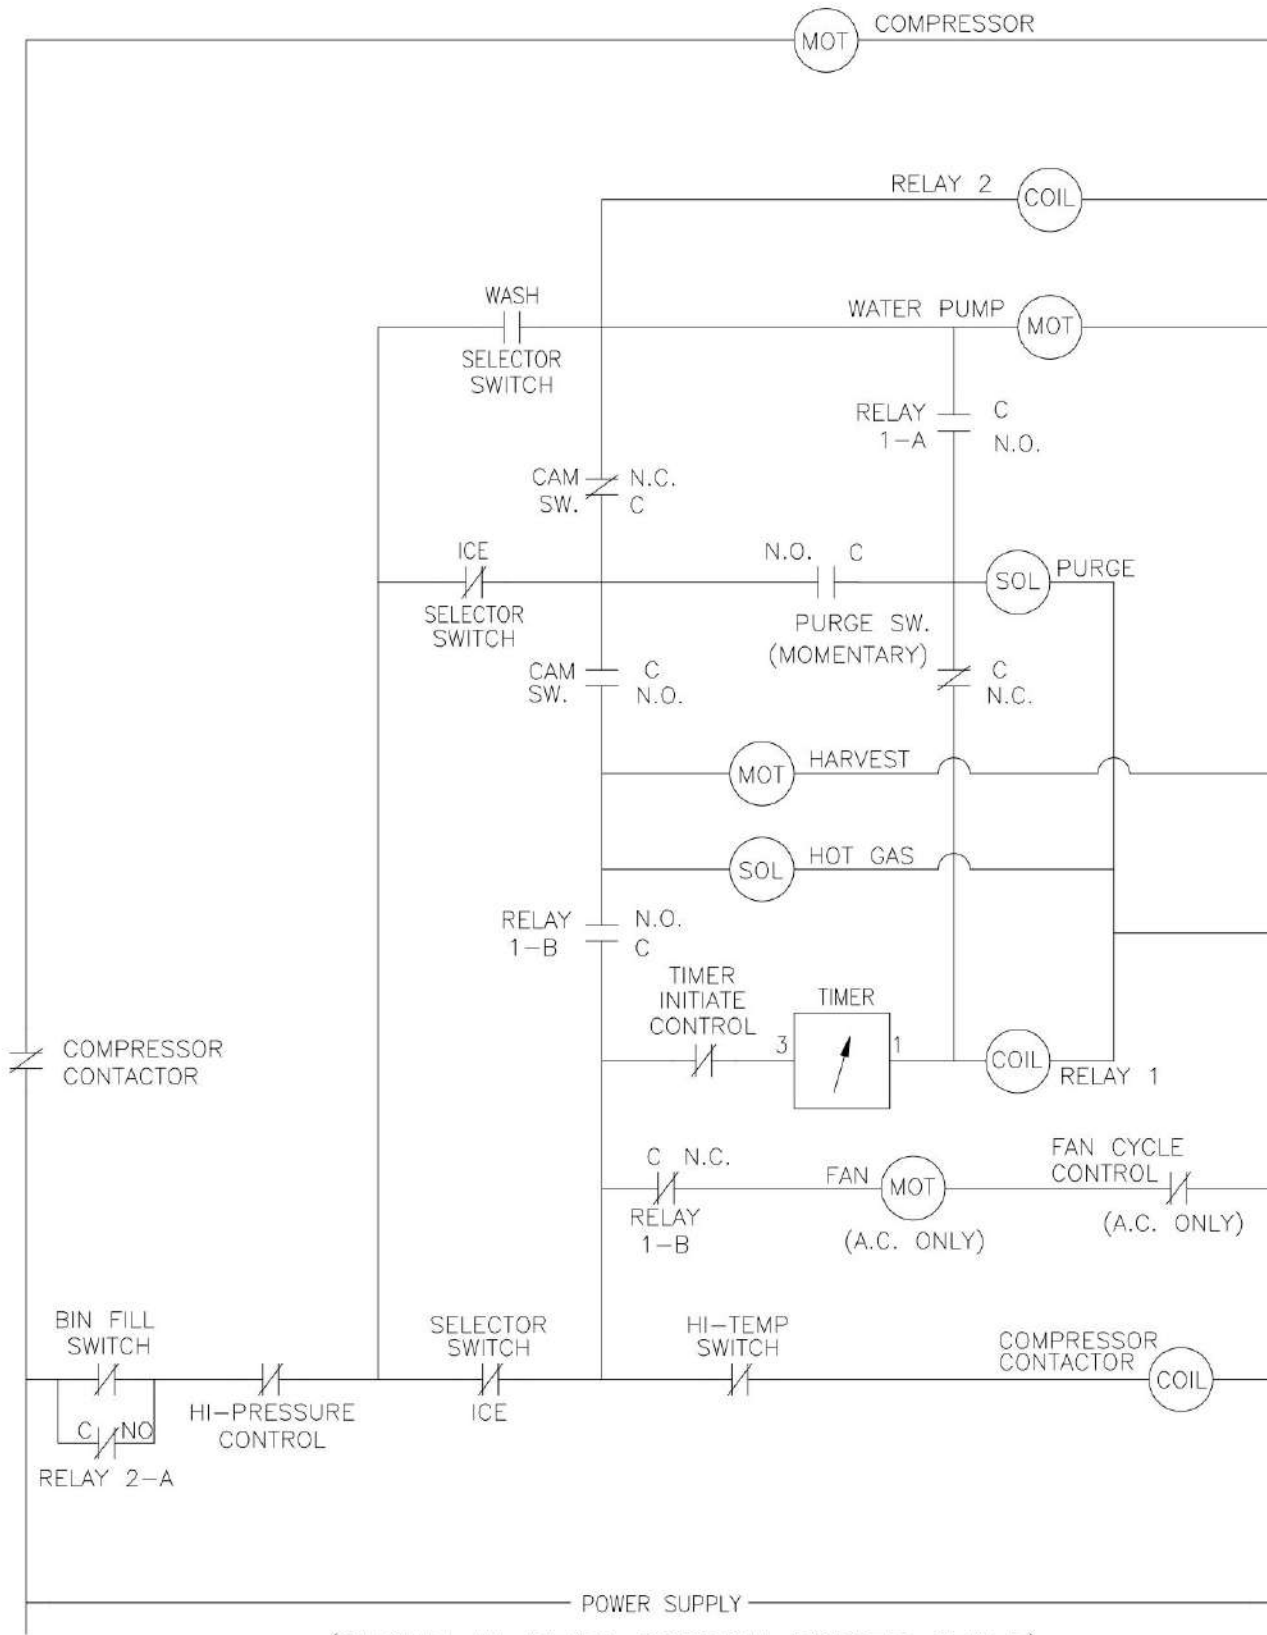 MOT COMPRESSOR
RELAY 2 COIL
WASH
SELECTOR
SWITCH
WATER PUMP MOT
RELAY
1-A
C
N.O.
CAM
SW.
N.C.
C
ICE
SELECTOR
SWITCH
N.O. C
PURGE SW.
(MOMENTARY)
SOL PURGE
CAM
SW.
C
N.O.
C
N.C.
MOT HARVEST
SOL HOT GAS
RELAY
1-B
N.O.
C
TIMER
INITIATE
CONTROL
TIMER
3 1
COIL RELAY 1
COMPRESSOR
CONTACTOR
C N.C.
RELAY
1-B
FAN MOT
(A.C. ONLY)
FAN CYCLE
CONTROL
(A.C. ONLY)
BIN FILL
SWITCH
C NO
RELAY 2-A
HI-PRESSURE
CONTROL
SELECTOR
SWITCH
ICE
HI-TEMP
SWITCH
COMPRESSOR
CONTACTOR
COIL
POWER SUPPLY